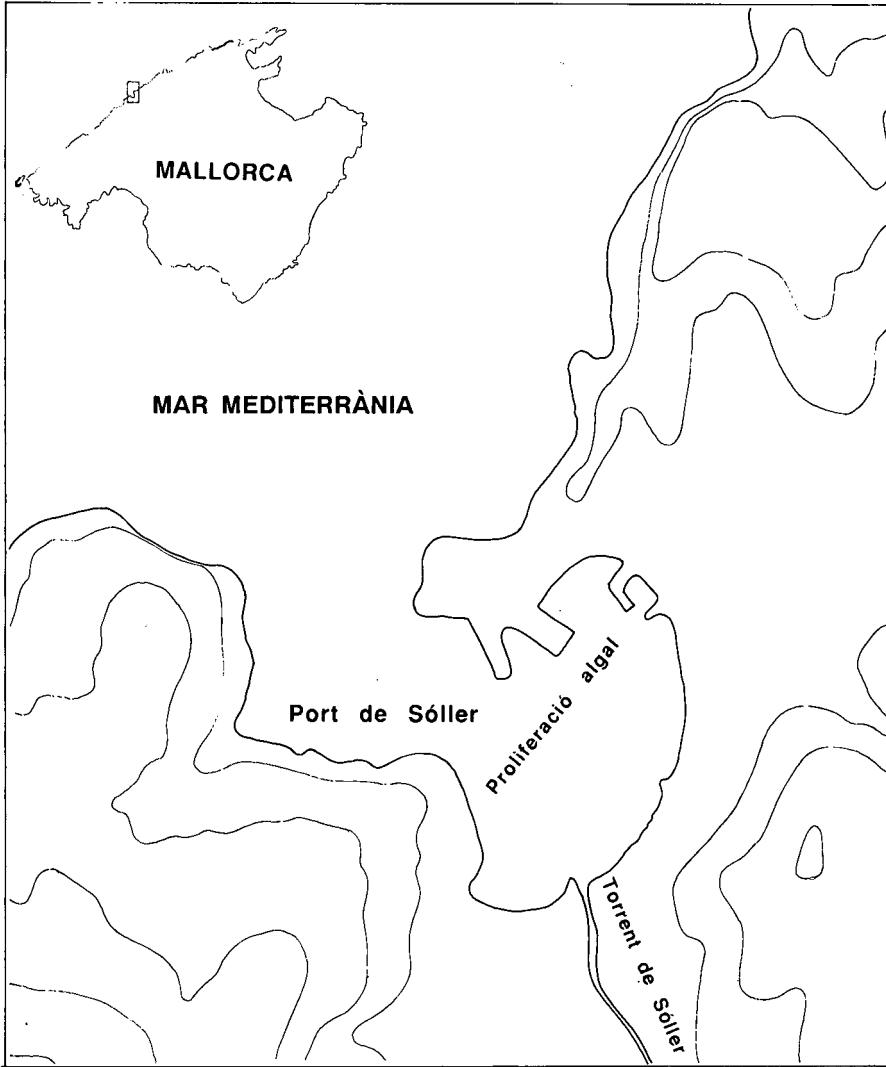 MALLORCA
MAR MEDITERRÀNIA
Port de Sóller
Proliferació algal
Torrent de Sóller